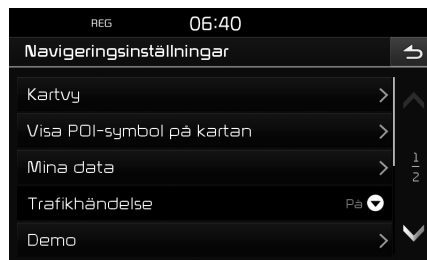 REG 06:40
Navigeringsinställningar
Kartvy
Visa POI-symbol på kartan
Mina data
Trafikhändelse På
Demo
1
2